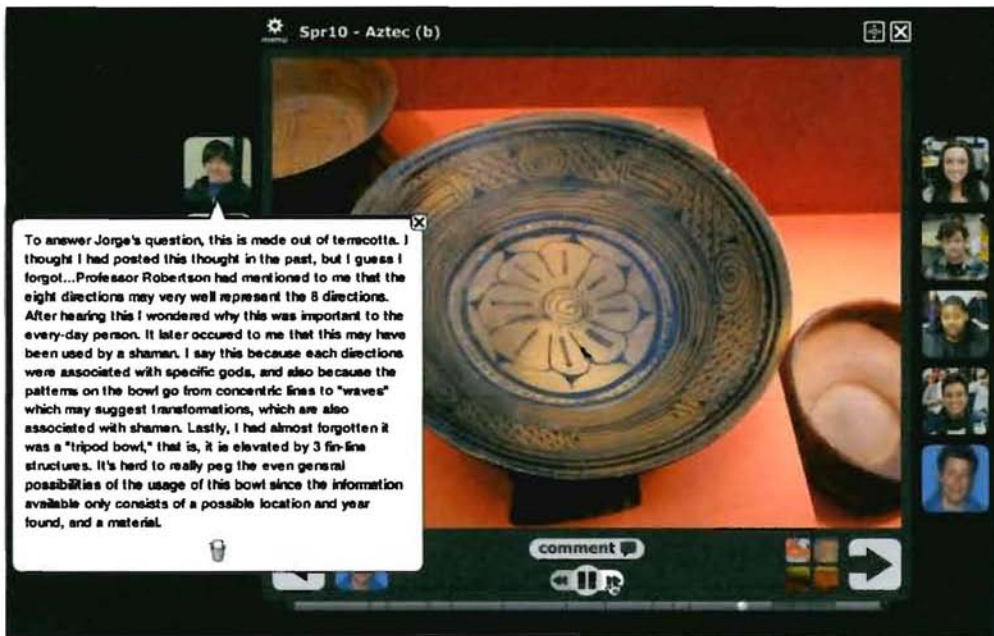 menu
Spr10 - Aztec (b)
To answer Jorge's question, this is made out of terracotta. I
thought I had posted this thought in the past, but I guess I
forgot...Professor Robertson had mentioned to me that the
eight directions may very well represent the 8 directions.
After hearing this I wondered why this was important to the
every-day person. It later occured to me that this may have
been used by a shaman. I say this because each directions
were associated with specific gods, and also because the
patterns on the bowl go from concentric lines to "waves"
which may suggest transformations, which are also
associated with shamen. Lastly, I had almost forgotten it
was a "tripod bowl," that is, it is elevated by 3 fin-line
structures. It's hard to really peg the even general
possibilities of the usage of this bowl since the information
available only consists of a possible location and year
found, and a material.
comment